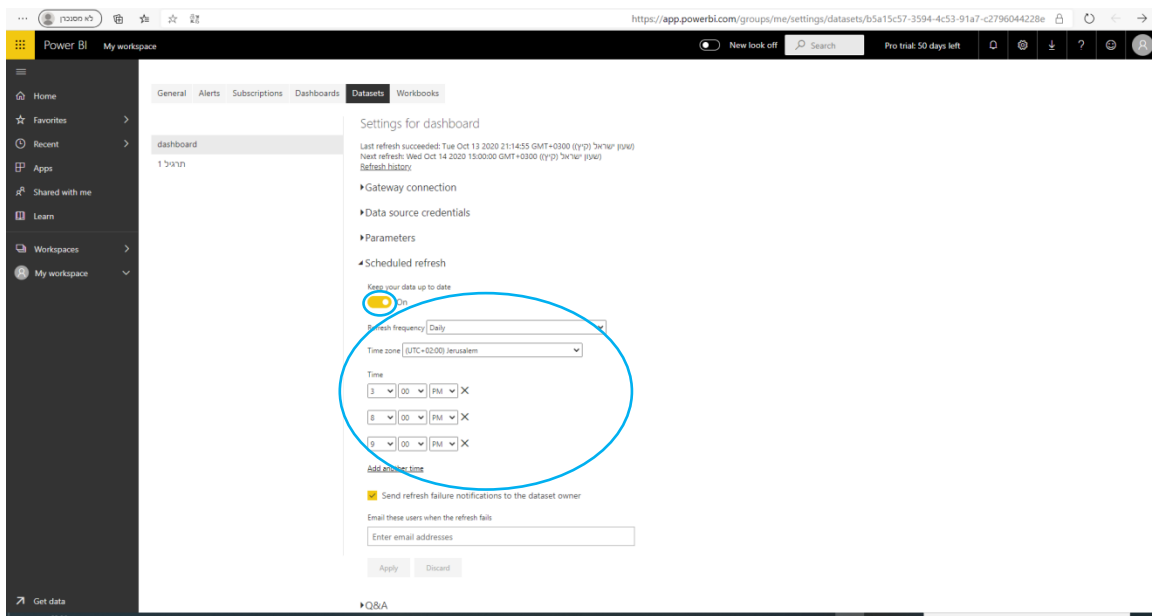 לא מסנכרן
https://app.powerbi.com/groups/me/settings/datasets/b5a15c57-3594-4c53-91a7-c2796044228e
Power BI My workspace
New look off
Search
Pro trial: 50 days left
Home
Favorites
Recent
Apps
Shared with me
Learn
Workspaces
My workspace
Get data
General Alerts Subscriptions Dashboards Datasets Workbooks
dashboard
תרגיל 1
Settings for dashboard
Last refresh succeeded: Tue Oct 13 2020 21:14:55 GMT+0300 (שעון ישראל (קיץ))
Next refresh: Wed Oct 14 2020 15:00:00 GMT+0300 (שעון ישראל (קיץ))
Refresh history
Gateway connection
Data source credentials
Parameters
Scheduled refresh
Keep your data up to date
On
Refresh frequency Daily
Time zone (UTC+02:00) Jerusalem
Time
3 00 PM
8 00 PM
9 00 PM
Add another time
Send refresh failure notifications to the dataset owner
Email these users when the refresh fails
Enter email addresses
Apply Discard
Q&A